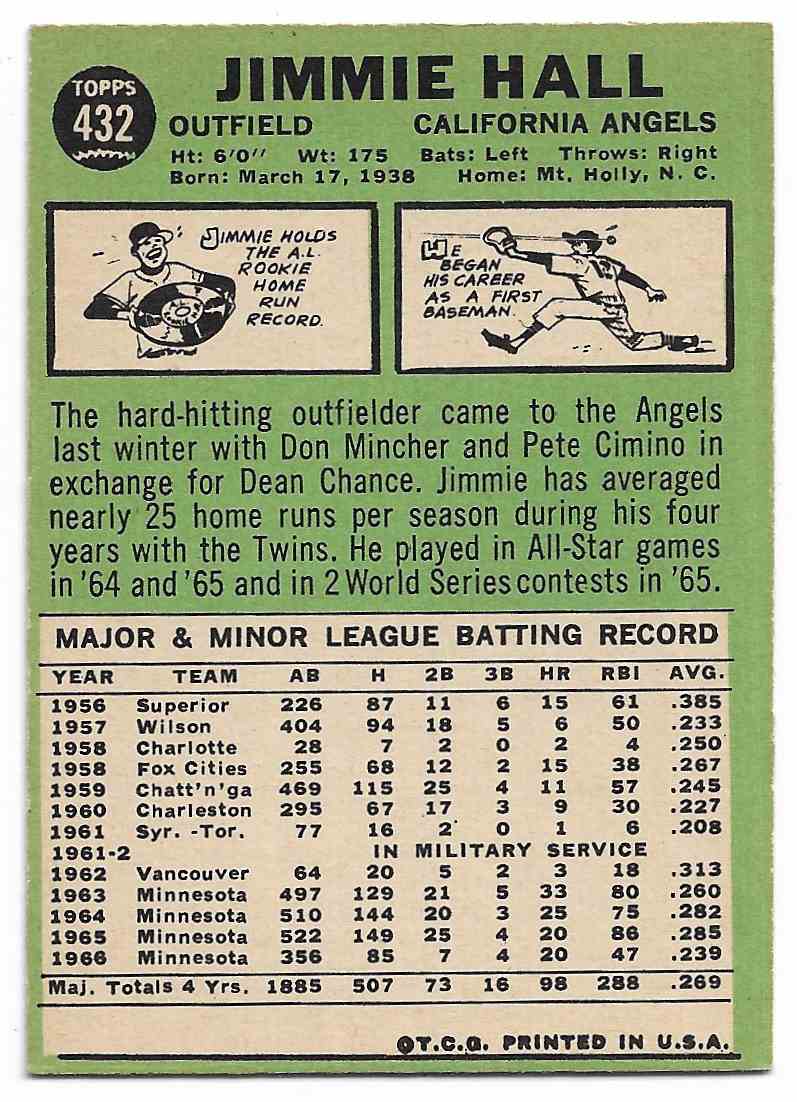 JIMMIE HALL
TOPPS
432
OUTFIELD CALIFORNIA ANGELS
Ht: 6'0" Wt: 175 Bats: Left Throws: Right
Born: March 17, 1938 Home: Mt. Holly, N. C.
JIMMIE HOLDS
THE A.L.
ROOKIE
HOME
RUN
RECORD.
HE
BEGAN
HIS CAREER
AS A FIRST
BASEMAN.
The hard-hitting outfielder came to the Angels
last winter with Don Mincher and Pete Cimino in
exchange for Dean Chance. Jimmie has averaged
nearly 25 home runs per season during his four
years with the Twins. He played in All-Star games
in '64 and '65 and in 2 World Series contests in '65.
MAJOR & MINOR LEAGUE BATTING RECORD
YEAR TEAM AB H 2B 3B HR RBI AVG.
1956 Superior 226 87 11 6 15 61 .385
1957 Wilson 404 94 18 5 6 50 .233
1958 Charlotte 28 7 2 0 2 4 .250
1958 Fox Cities 255 68 12 2 15 38 .267
1959 Chatt'n'ga 469 115 25 4 11 57 .245
1960 Charleston 295 67 17 3 9 30 .227
1961 Syr. -Tor. 77 16 2 0 1 6 .208
1961-2 IN MILITARY SERVICE
1962 Vancouver 64 20 5 2 3 18 .313
1963 Minnesota 497 129 21 5 33 80 .260
1964 Minnesota 510 144 20 3 25 75 .282
1965 Minnesota 522 149 25 4 20 86 .285
1966 Minnesota 356 85 7 4 20 47 .239
Maj. Totals 4 Yrs. 1885 507 73 16 98 288 .269
©T.C.G. PRINTED IN U.S.A.